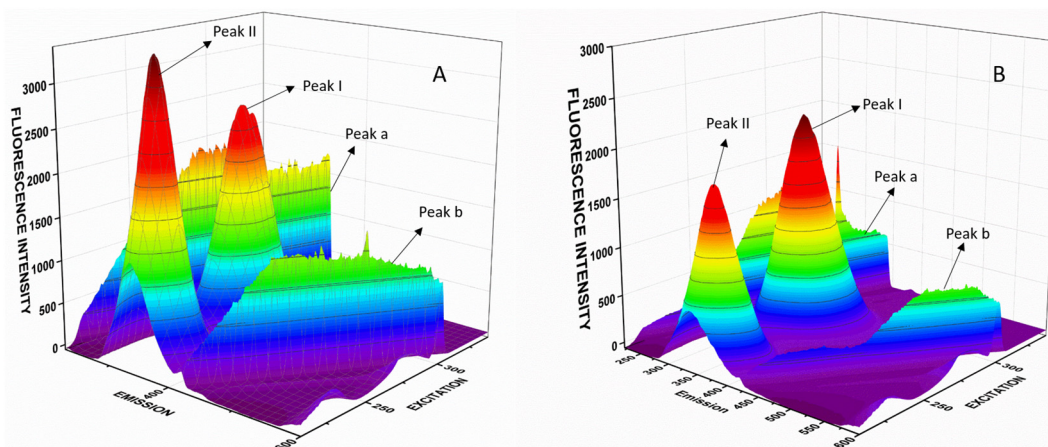 A
Peak II
Peak I
Peak a
Peak b
FLUORESCENCE INTENSITY
3000
2500
2000
1500
1000
500
0
EMISSION
400
EXCITATION
250
300
B
Peak I
Peak II
Peak a
Peak b
FLUORESCENCE INTENSITY
3000
2500
2000
1500
1000
500
0
Emission
250
300
350
400
450
500
550
600
EXCITATION
250
300